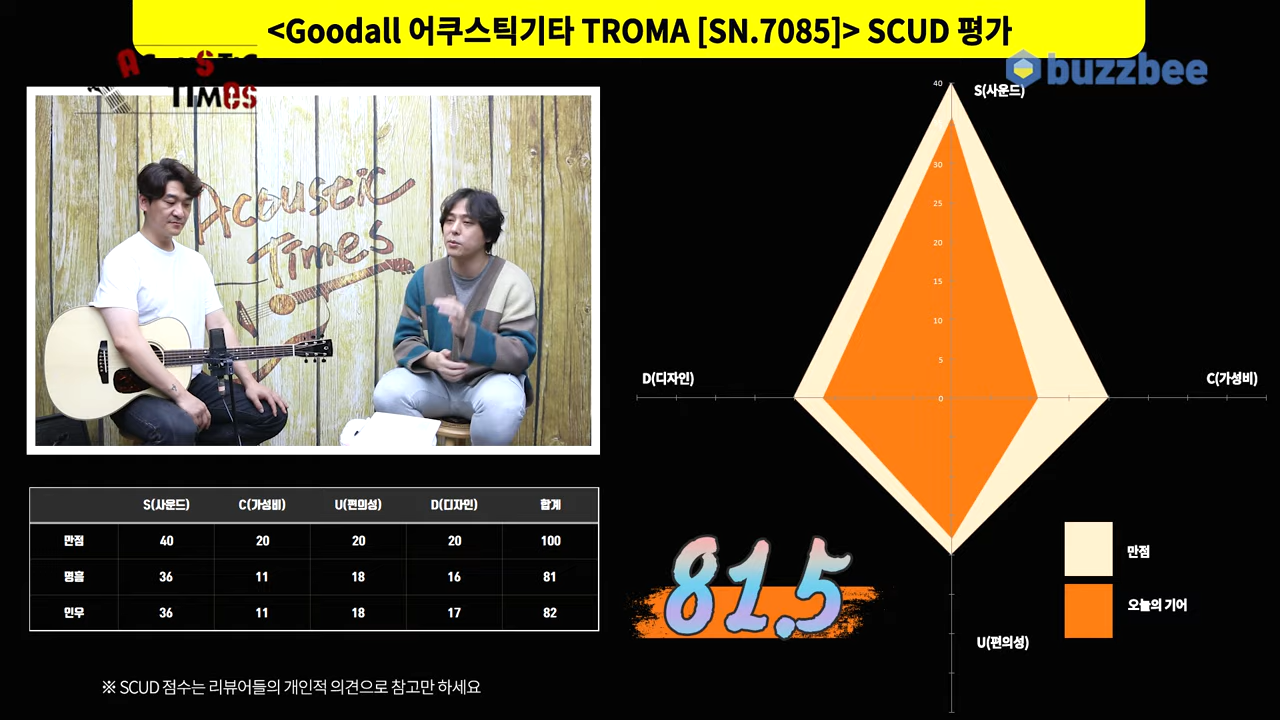 <Goodall 어쿠스틱기타 TROMA [SN.7085]> SCUD 평가
AcouSTic
TIMes
buzzbee
Acoustic
Times
S(사운드)
40
30
25
20
15
10
5
0
D(디자인)
C(가성비)
U(편의성)
만점
오늘의 기어
S(사운드) C(가성비) U(편의성) D(디자인) 합계
만점 40 20 20 20 100
명흠 36 11 18 16 81
민우 36 11 18 17 82
81.5
※ SCUD 점수는 리뷰어들의 개인적 의견으로 참고만 하세요